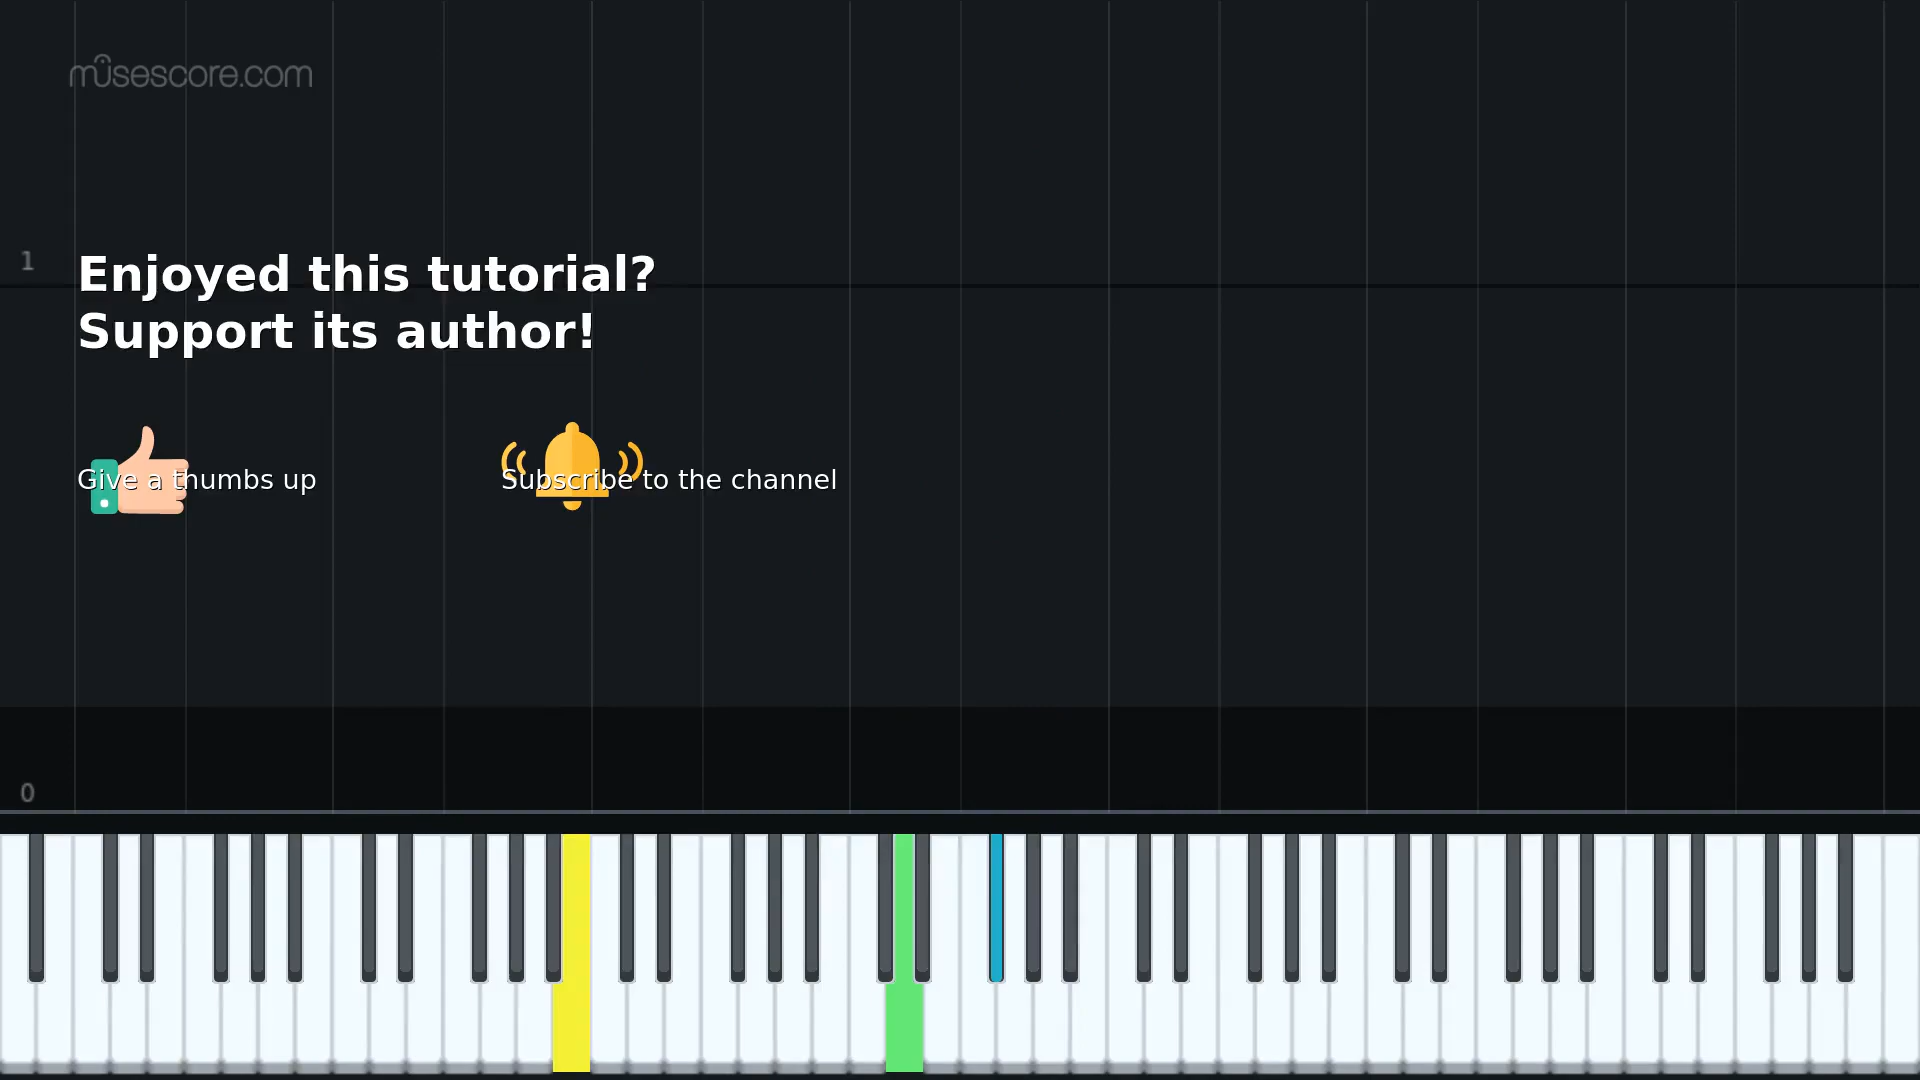 musescore.com
1
Enjoyed this tutorial?
Support its author!
Give a thumbs up
Subscribe to the channel
0